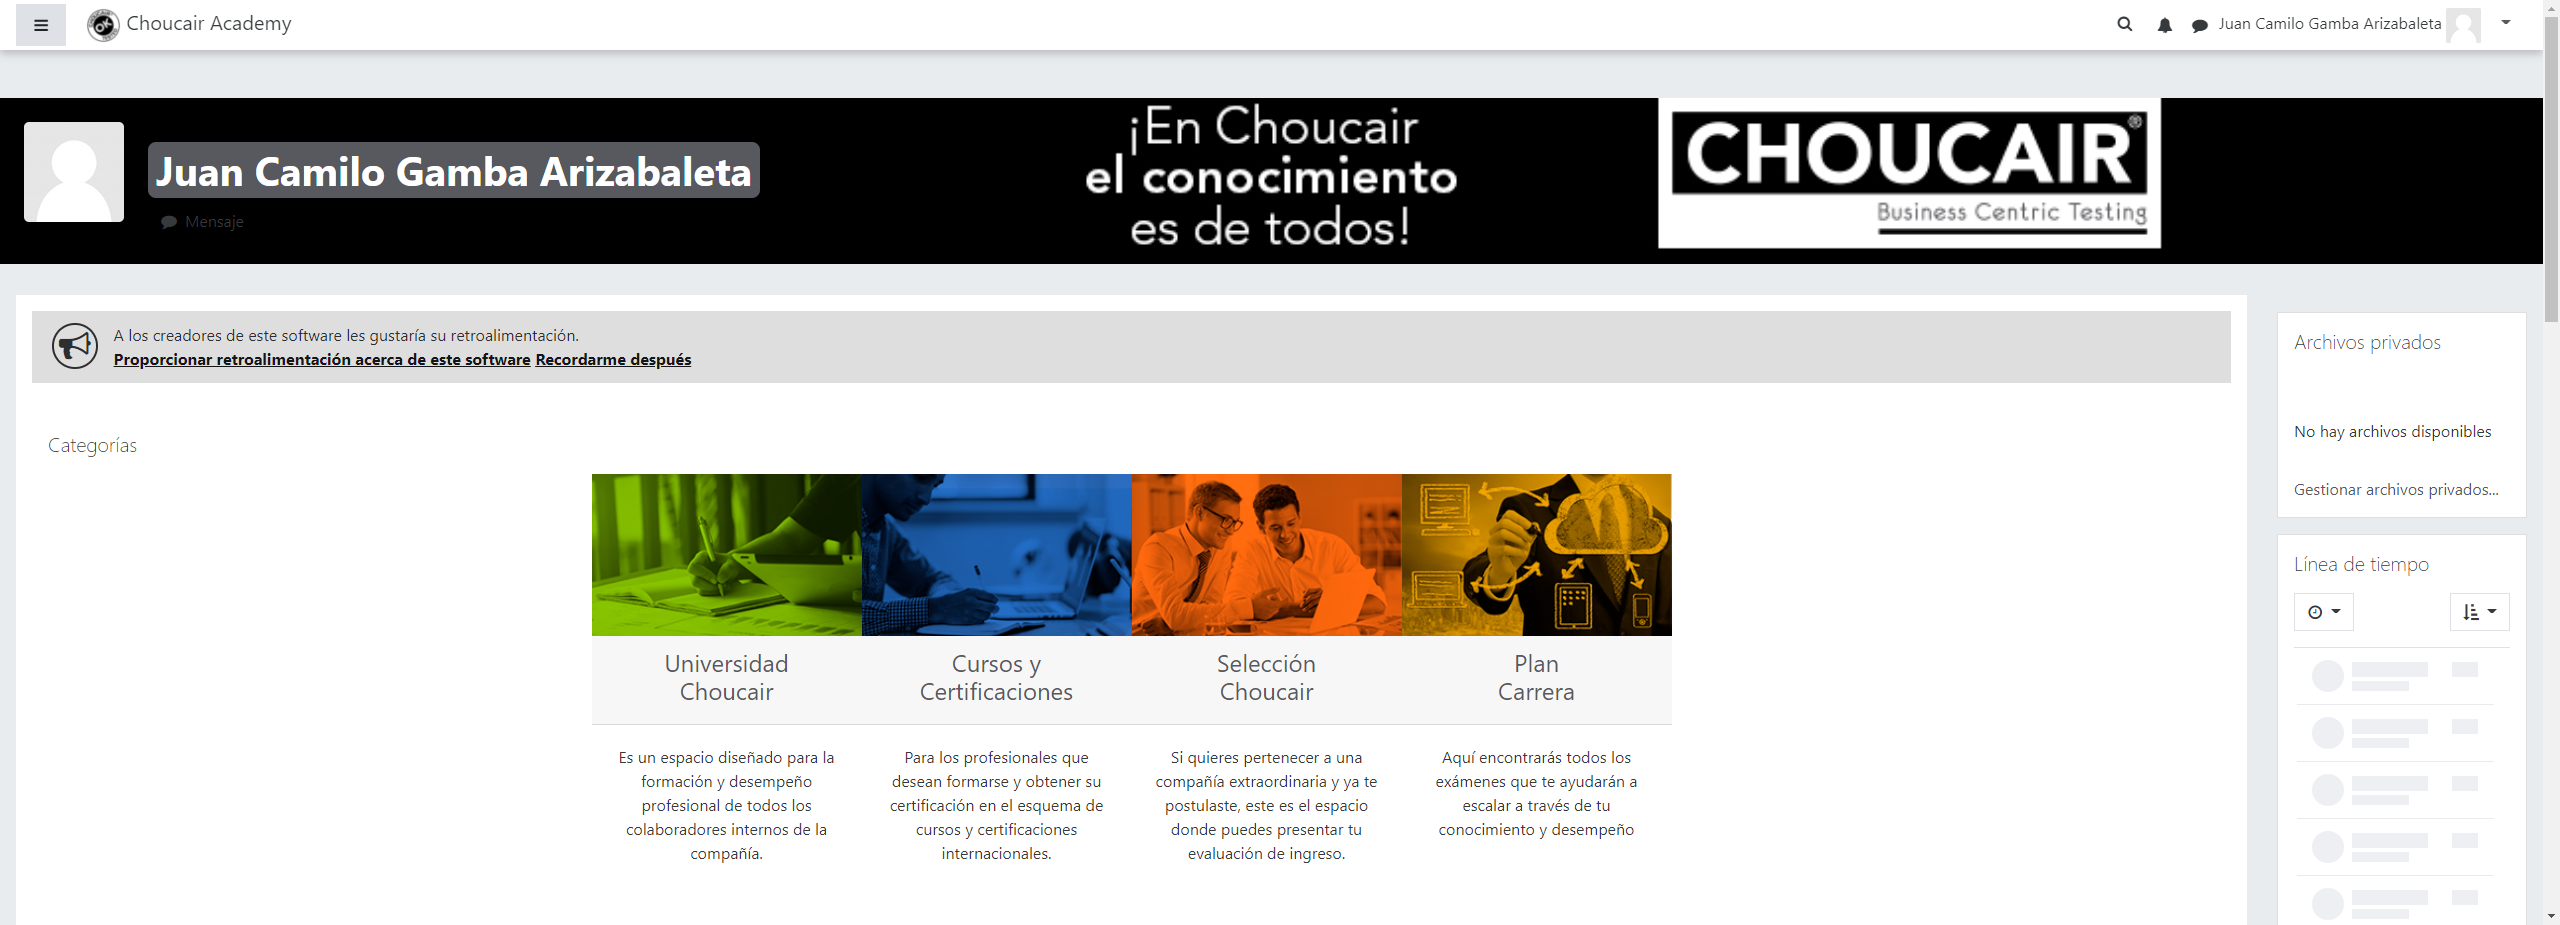 Choucair Academy
Juan Camilo Gamba Arizabaleta
Juan Camilo Gamba Arizabaleta
Mensaje
¡En Choucair
el conocimiento
es de todos!
CHOUCAIR®
Business Centric Testing
A los creadores de este software les gustaría su retroalimentación.
Proporcionar retroalimentación acerca de este software Recordarme después
Categorías
Universidad
Choucair
Es un espacio diseñado para la
formación y desempeño
profesional de todos los
colaboradores internos de la
compañía.
Cursos y
Certificaciones
Para los profesionales que
desean formarse y obtener su
certificación en el esquema de
cursos y certificaciones
internacionales.
Selección
Choucair
Si quieres pertenecer a una
compañía extraordinaria y ya te
postulaste, este es el espacio
donde puedes presentar tu
evaluación de ingreso.
Plan
Carrera
Aquí encontrarás todos los
exámenes que te ayudarán a
escalar a través de tu
conocimiento y desempeño
Archivos privados
No hay archivos disponibles
Gestionar archivos privados...
Línea de tiempo